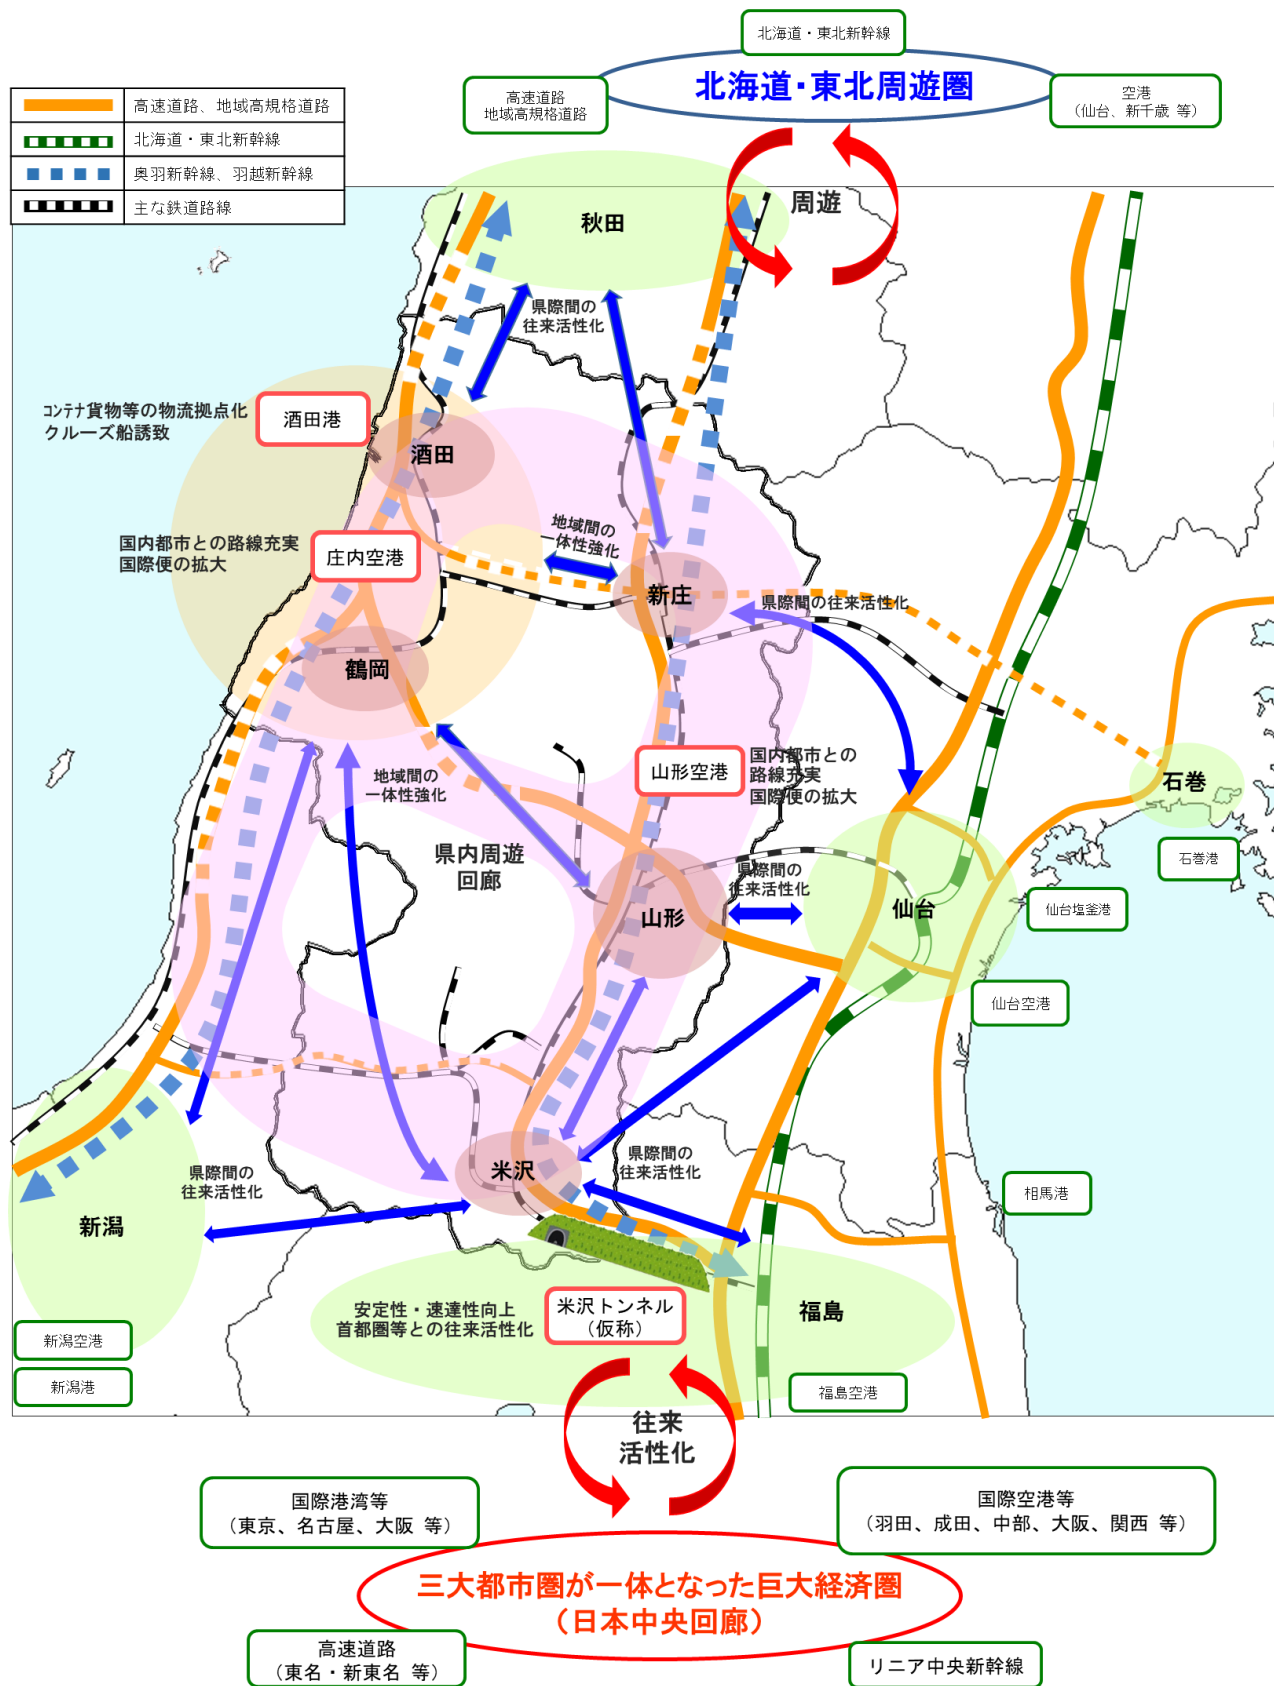 北海道・東北新幹線
北海道・東北周遊圏
高速道路
地域高規格道路
空港
（仙台、新千歳 等）
高速道路、地域高規格道路
北海道・東北新幹線
奥羽新幹線、羽越新幹線
主な鉄道路線
周遊
秋田
県際間の
往来活性化
コンテナ貨物等の物流拠点化
クルーズ船誘致
酒田港
酒田
国内都市との路線充実
国際便の拡大
庄内空港
地域間の
一体性強化
新庄
県際間の往来活性化
鶴岡
地域間の
一体性強化
山形空港
国内都市との
路線充実
国際便の拡大
石巻
石巻港
県内周遊
回廊
県際間の
往来活性化
山形
仙台
仙台塩釜港
仙台空港
米沢
県際間の
往来活性化
県際間の
往来活性化
相馬港
新潟
新潟空港
新潟港
安定性・速達性向上
首都圏等との往来活性化
米沢トンネル
（仮称）
福島
福島空港
往来
活性化
国際港湾等
（東京、名古屋、大阪 等）
国際空港等
（羽田、成田、中部、大阪、関西 等）
三大都市圏が一体となった巨大経済圏
（日本中央回廊）
高速道路
（東名・新東名 等）
リニア中央新幹線